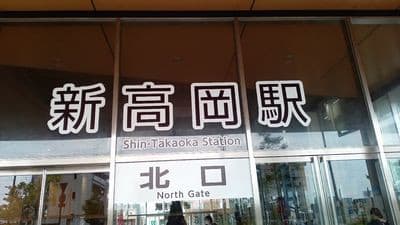 新高岡駅
Shin-Takaoka Station
北口
North Gate